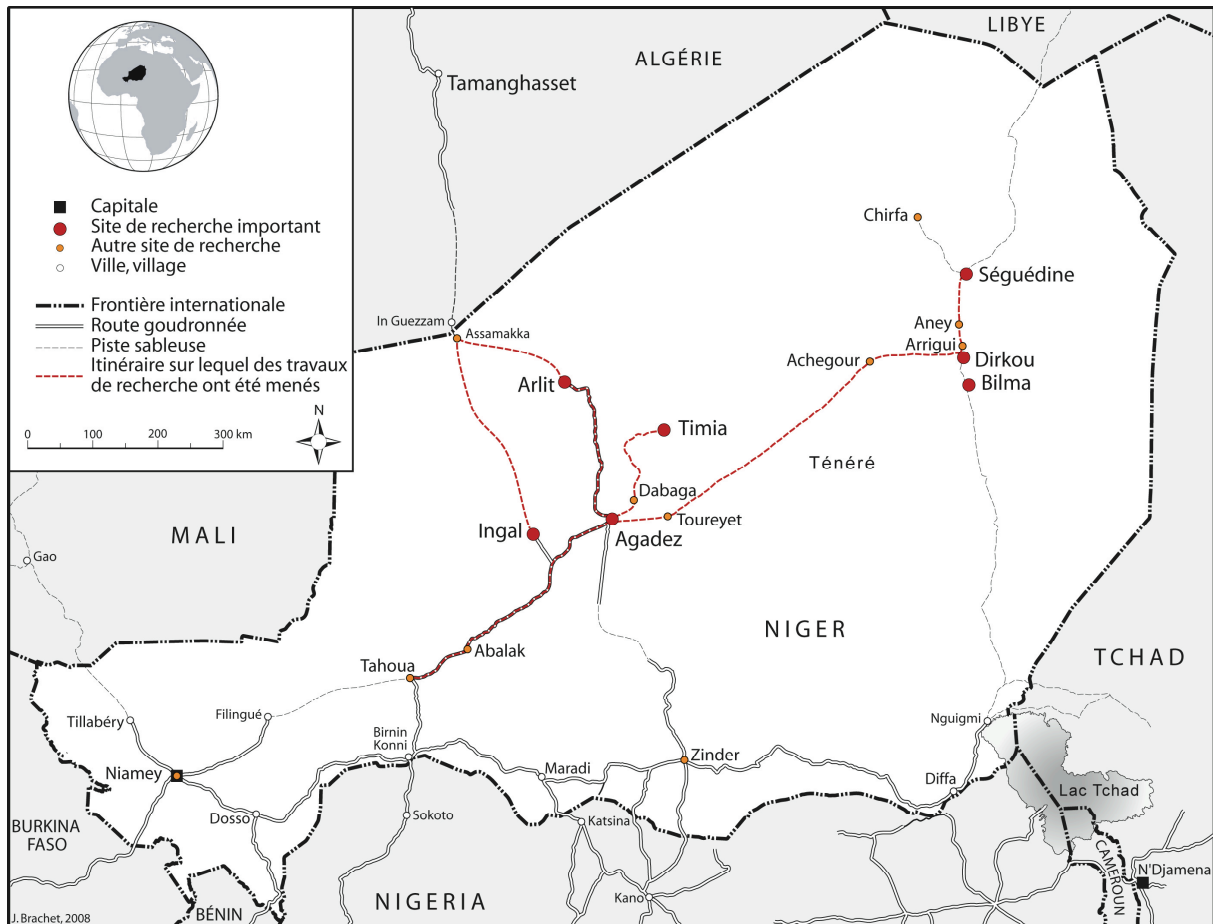 Capitale
Site de recherche important
Autre site de recherche
Ville, village
Frontière internationale
Route goudronnée
Piste sableuse
Itinéraire sur lequel des travaux
de recherche ont été menés
N
0 100 200 300 km
LIBYE
ALGÉRIE
Tamanghasset
Chirfa
Séguédine
In Guezzam
Assamakka
Aney
Arrigui
Dirkou
Achegour
Bilma
Arlit
Timia
Ténéré
Dabaga
Toureyet
Agadez
Ingal
MALI
Gao
NIGER
TCHAD
Abalak
Tahoua
Tillabéry
Filingué
Nguigmi
Birnin
Konni
Niamey
Maradi
Zinder
Diffa
Lac Tchad
Dosso
Sokoto
Katsina
BURKINA
FASO
CAMEROUN
N'Djamena
NIGERIA
Kano
BÉNIN
J. Brachet, 2008